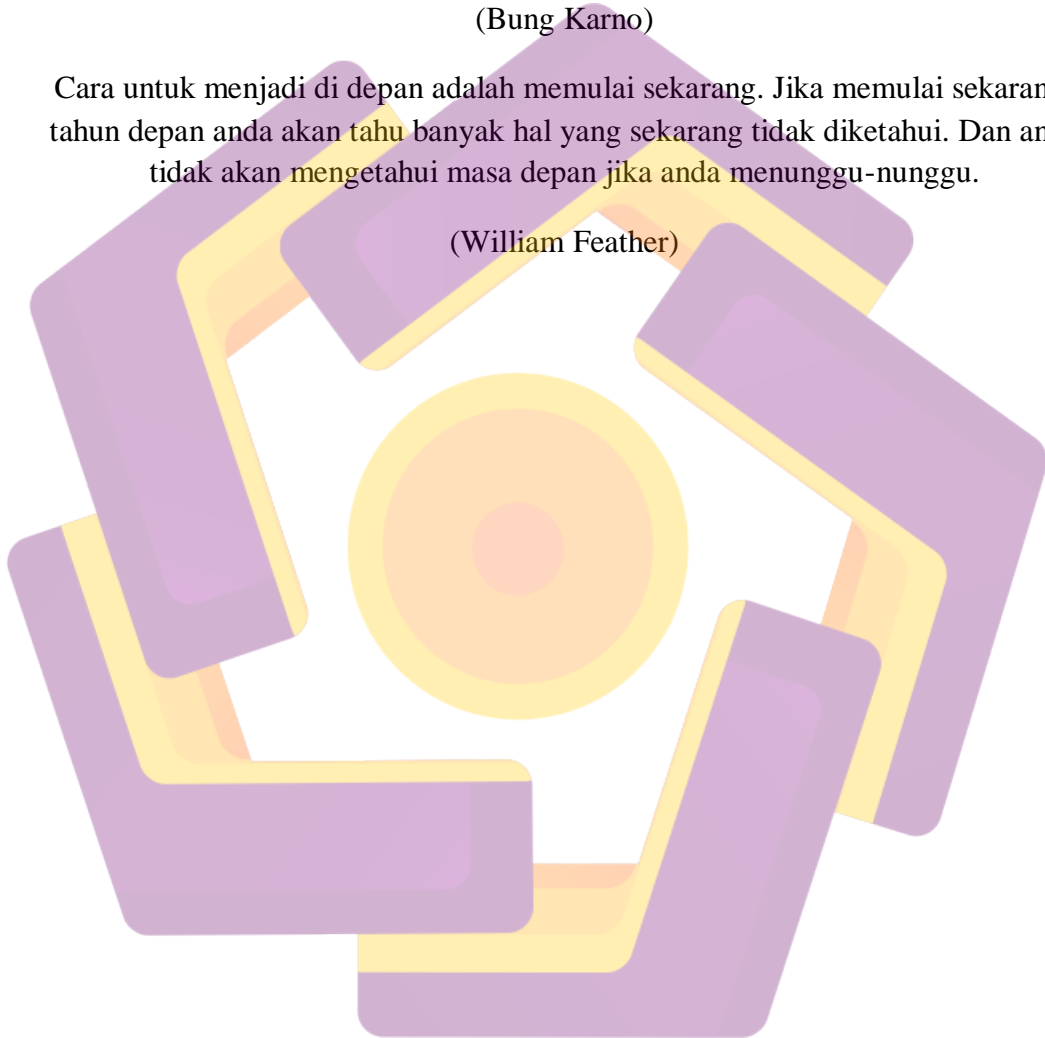 (Bung Karno)
Cara untuk menjadi di depan adalah memulai sekarang. Jika memulai sekaran
tahun depan anda akan tahu banyak hal yang sekarang tidak diketahui. Dan an
tidak akan mengetahui masa depan jika anda menunggu-nunggu.
(William Feather)